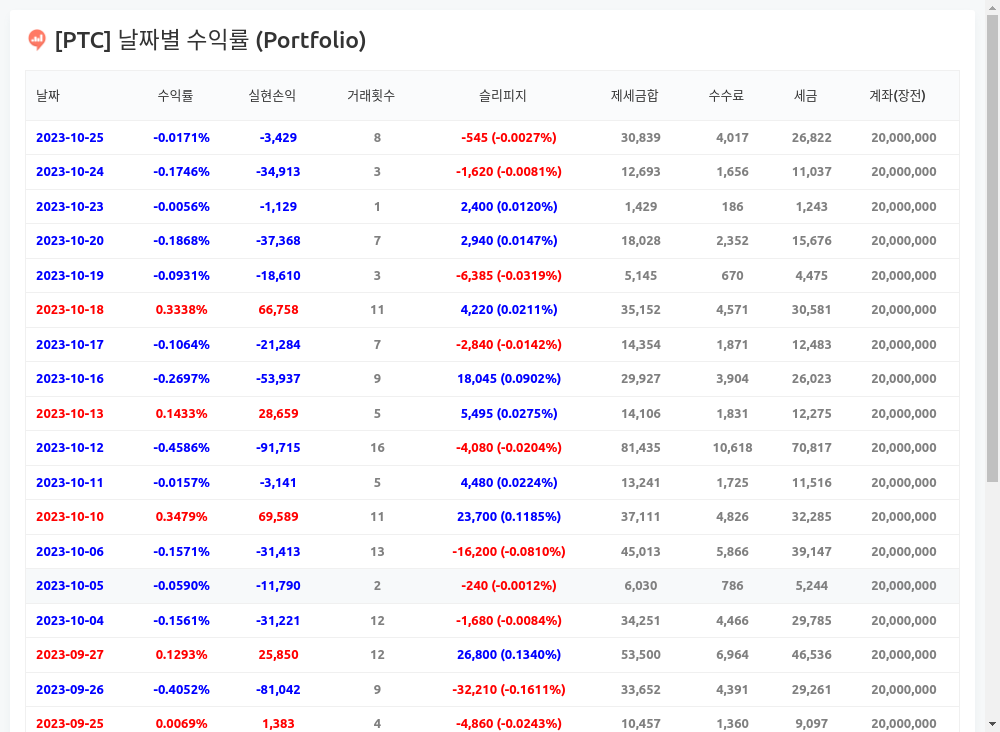 [PTC] 날짜별 수익률 (Portfolio)
날짜 수익률 실현손익 거래횟수 슬리피지 제세금합 수수료 세금 계좌(장전)
2023-10-25 -0.0171% -3,429 8 -545 (-0.0027%) 30,839 4,017 26,822 20,000,000
2023-10-24 -0.1746% -34,913 3 -1,620 (-0.0081%) 12,693 1,656 11,037 20,000,000
2023-10-23 -0.0056% -1,129 1 2,400 (0.0120%) 1,429 186 1,243 20,000,000
2023-10-20 -0.1868% -37,368 7 2,940 (0.0147%) 18,028 2,352 15,676 20,000,000
2023-10-19 -0.0931% -18,610 3 -6,385 (-0.0319%) 5,145 670 4,475 20,000,000
2023-10-18 0.3338% 66,758 11 4,220 (0.0211%) 35,152 4,571 30,581 20,000,000
2023-10-17 -0.1064% -21,284 7 -2,840 (-0.0142%) 14,354 1,871 12,483 20,000,000
2023-10-16 -0.2697% -53,937 9 18,045 (0.0902%) 29,927 3,904 26,023 20,000,000
2023-10-13 0.1433% 28,659 5 5,495 (0.0275%) 14,106 1,831 12,275 20,000,000
2023-10-12 -0.4586% -91,715 16 -4,080 (-0.0204%) 81,435 10,618 70,817 20,000,000
2023-10-11 -0.0157% -3,141 5 4,480 (0.0224%) 13,241 1,725 11,516 20,000,000
2023-10-10 0.3479% 69,589 11 23,700 (0.1185%) 37,111 4,826 32,285 20,000,000
2023-10-06 -0.1571% -31,413 13 -16,200 (-0.0810%) 45,013 5,866 39,147 20,000,000
2023-10-05 -0.0590% -11,790 2 -240 (-0.0012%) 6,030 786 5,244 20,000,000
2023-10-04 -0.1561% -31,221 12 -1,680 (-0.0084%) 34,251 4,466 29,785 20,000,000
2023-09-27 0.1293% 25,850 12 26,800 (0.1340%) 53,500 6,964 46,536 20,000,000
2023-09-26 -0.4052% -81,042 9 -32,210 (-0.1611%) 33,652 4,391 29,261 20,000,000
2023-09-25 0.0069% 1,383 4 -4,860 (-0.0243%) 10,457 1,360 9,097 20,000,000